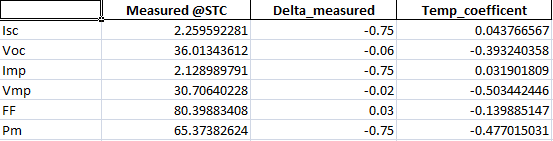 Measured @STC Delta_measured Temp_coefficent
Isc 2.259592281 -0.75 0.043766567
Voc 36.01343612 -0.06 -0.393240358
Imp 2.128989791 -0.75 0.031901809
Vmp 30.70640228 -0.02 -0.503442446
FF 80.39883408 0.03 -0.139885147
Pm 65.37382624 -0.75 -0.477015031